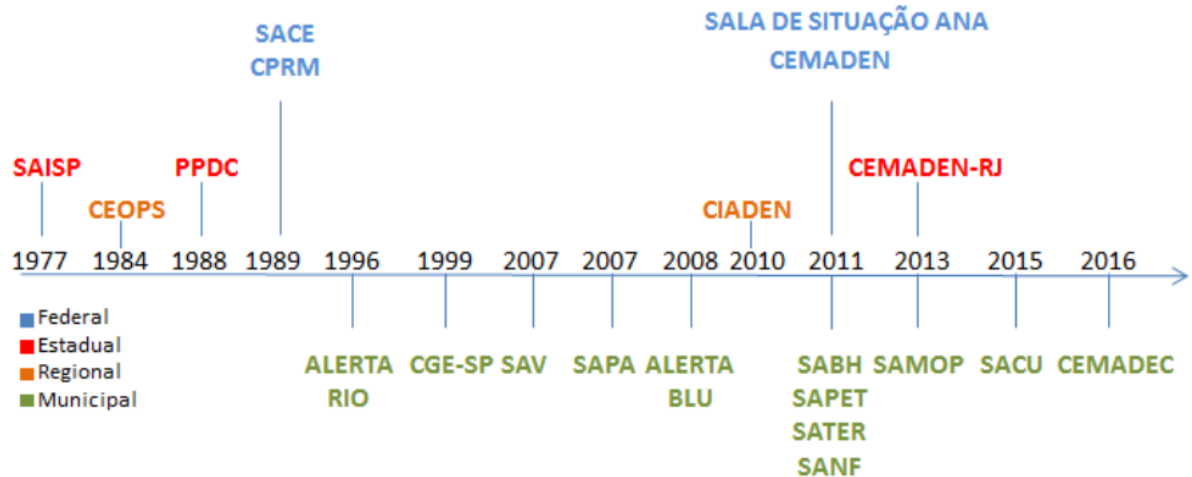 SACE
CPRM
SALA DE SITUAÇÃO ANA
CEMADEN
SAISP
PPDC
CEMADEN-RJ
CEOPS
CIADEN
1977 1984 1988 1989 1996 1999 2007 2007 2008 2010 2011 2013 2015 2016
Federal
Estadual
Regional
Municipal
ALERTA
RIO
CGE-SP
SAV
SAPA
ALERTA
BLU
SABH
SAPET
SATER
SANF
SAMOP
SACU
CEMADEC